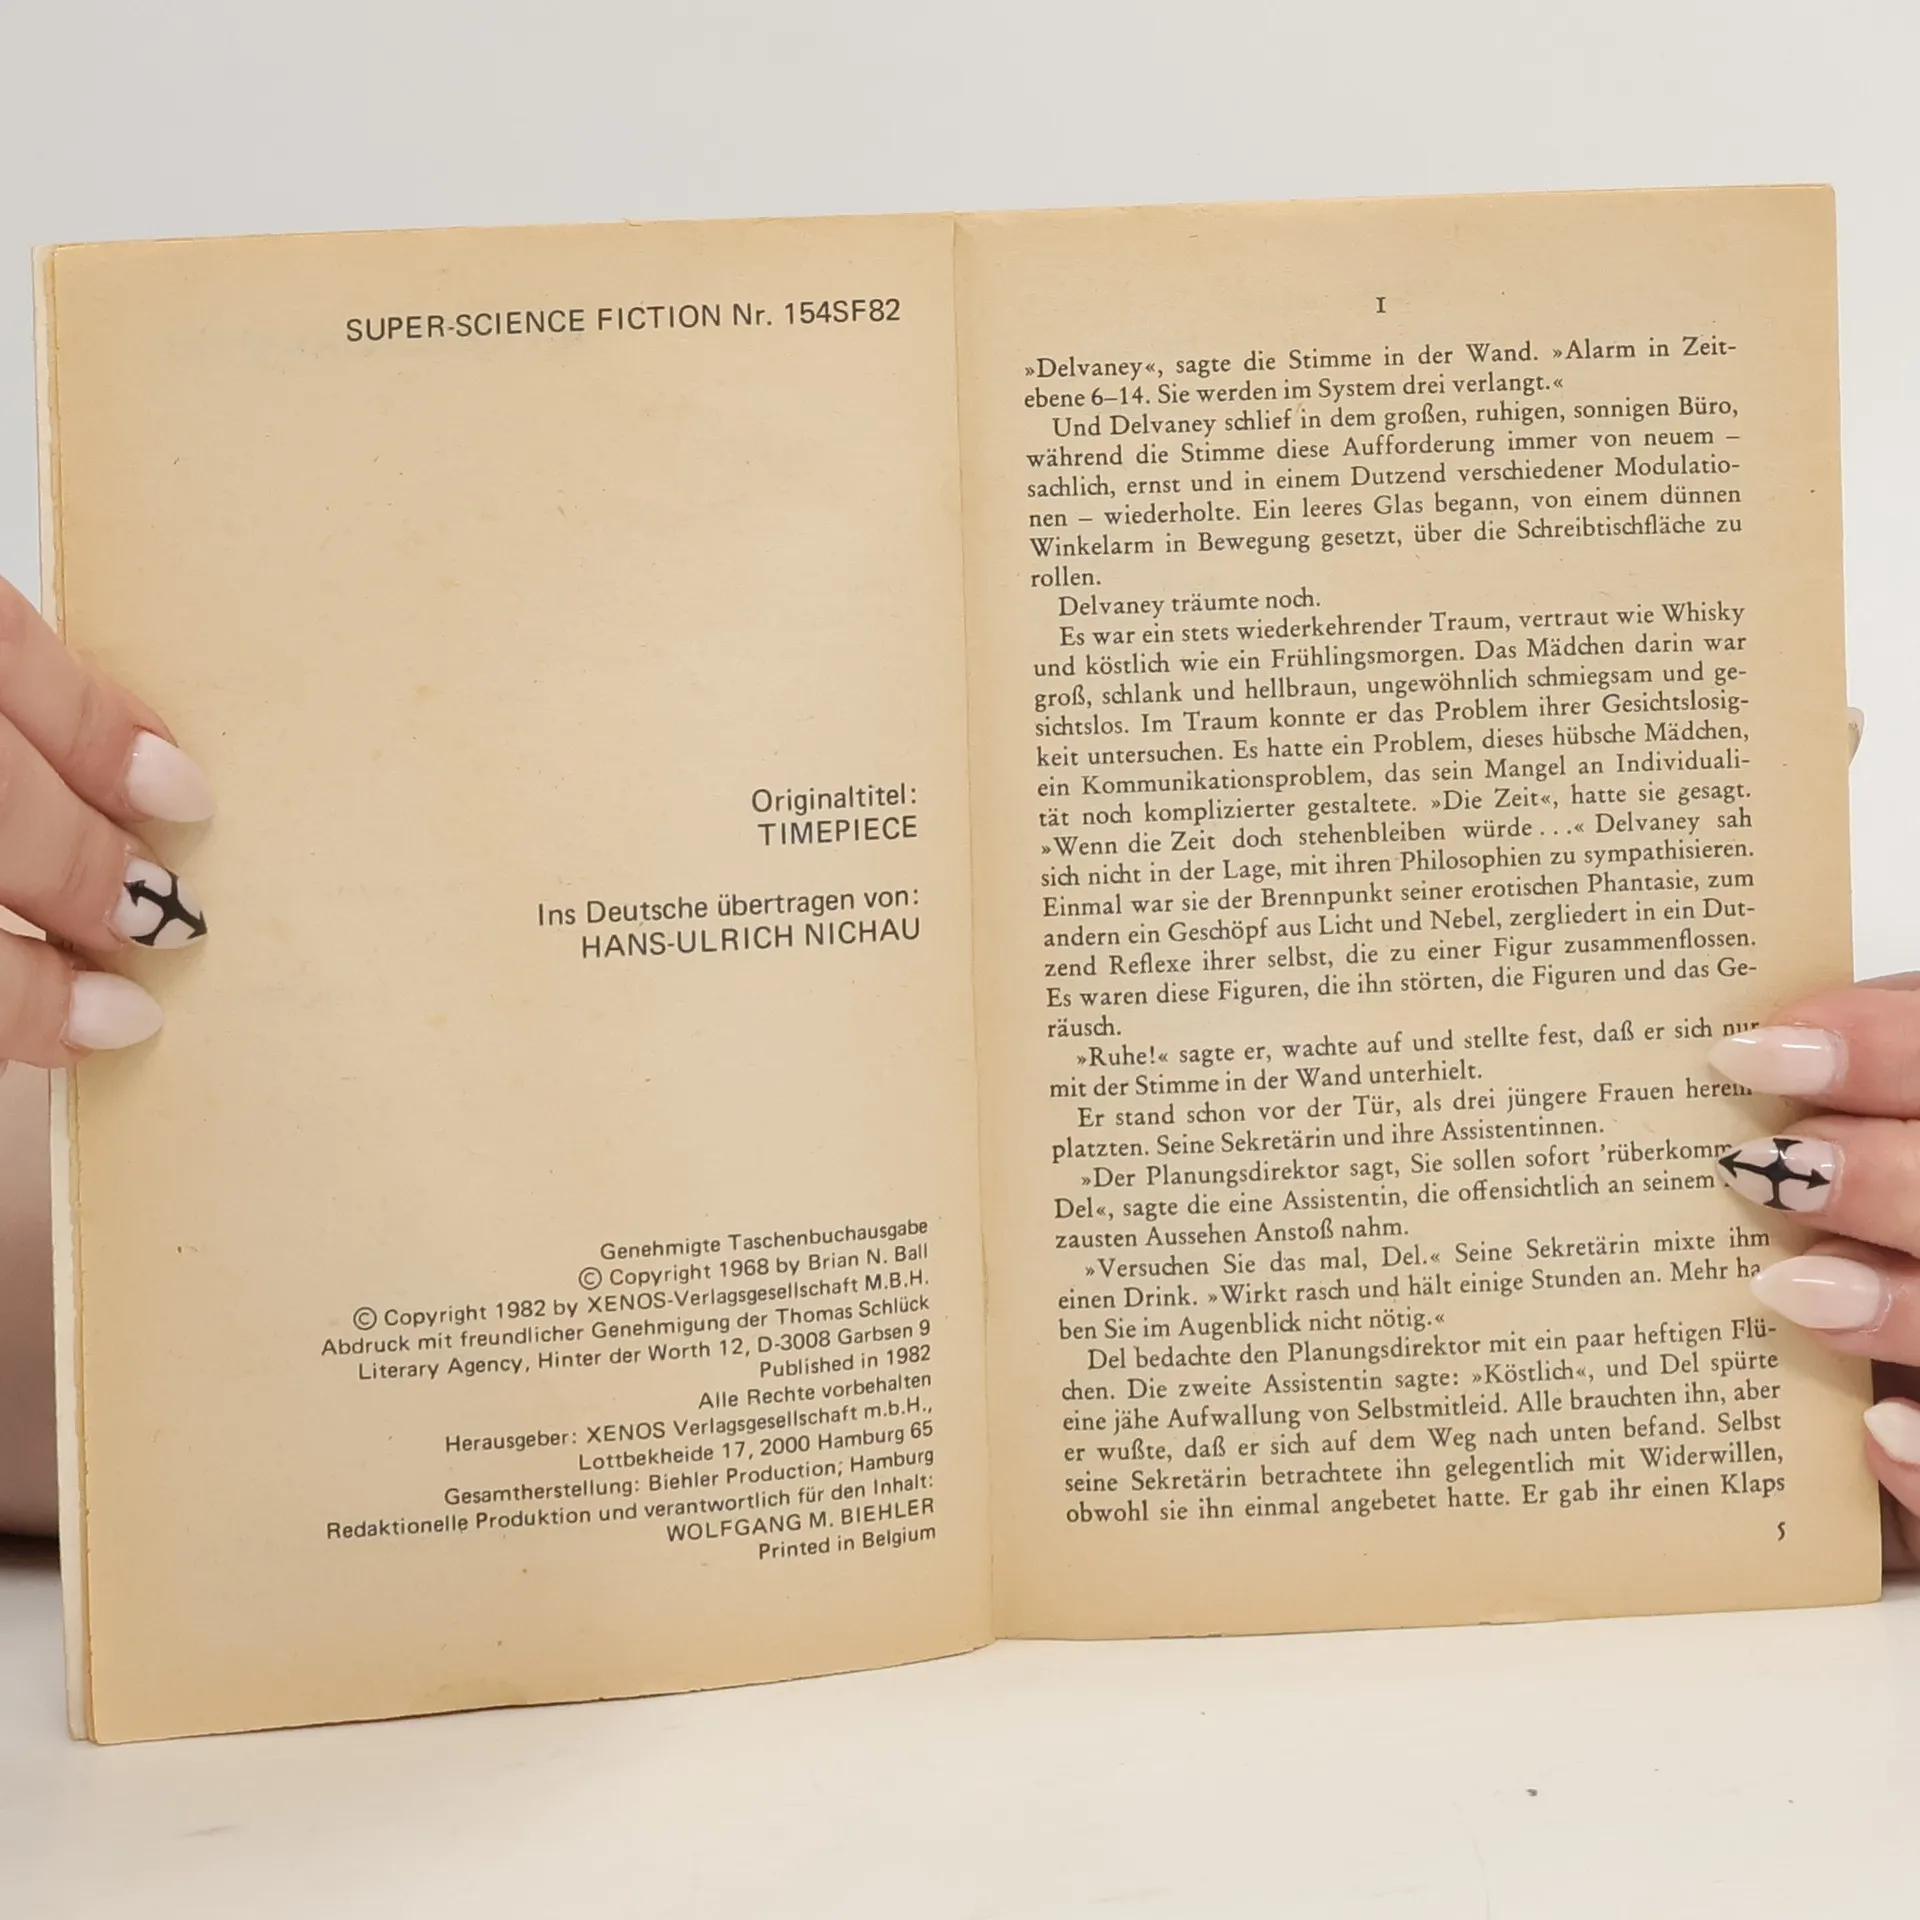 SUPER-SCIENCE FICTION Nr. 154SF82
Originaltitel:
TIMEPIECE
Ins Deutsche übertragen von:
HANS-ULRICH NICHAU
Genehmigte Taschenbuchausgabe
© Copyright 1968 by Brian N. Ball
© Copyright 1982 by XENOS-Verlagsgesellschaft M.B.H.
Abdruck mit freundlicher Genehmigung der Thomas Schlück
Literary Agency, Hinter der Worth 12, D-3008 Garbsen 9
Published in 1982
Alle Rechte vorbehalten
Herausgeber: XENOS Verlagsgesellschaft m.b.H.,
Lottbekheide 17, 2000 Hamburg 65
Gesamtherstellung: Biehler Production, Hamburg
Redaktionelle Produktion und verantwortlich für den Inhalt:
WOLFGANG M. BIEHLER
Printed in Belgium
I
»Delvaney«, sagte die Stimme in der Wand. »Alarm in Zeit-
ebene 6–14. Sie werden im System drei verlangt.«
Und Delvaney schlief in dem großen, ruhigen, sonnigen Büro,
während die Stimme diese Aufforderung immer von neuem –
sachlich, ernst und in einem Dutzend verschiedener Modulatio-
nen – wiederholte. Ein leeres Glas begann, von einem dünnen
Winkelarm in Bewegung gesetzt, über die Schreibtischfläche zu
rollen.
Delvaney träumte noch.
Es war ein stets wiederkehrender Traum, vertraut wie Whisky
und köstlich wie ein Frühlingsmorgen. Das Mädchen darin war
groß, schlank und hellbraun, ungewöhnlich schmiegsam und ge-
sichtslos. Im Traum konnte er das Problem ihrer Gesichtslosig-
keit untersuchen. Es hatte ein Problem, dieses hübsche Mädchen,
ein Kommunikationsproblem, das sein Mangel an Individuali-
tät noch komplizierter gestaltete. »Die Zeit«, hatte sie gesagt.
»Wenn die Zeit doch stehenbleiben würde...« Delvaney sah
sich nicht in der Lage, mit ihren Philosophien zu sympathisieren.
Einmal war sie der Brennpunkt seiner erotischen Phantasie, zum
andern ein Geschöpf aus Licht und Nebel, zergliedert in ein Dut-
zend Reflexe ihrer selbst, die zu einer Figur zusammenflossen.
Es waren diese Figuren, die ihn störten, die Figuren und das Ge-
räusch.
»Ruhe!« sagte er, wachte auf und stellte fest, daß er sich nur
mit der Stimme in der Wand unterhielt.
Er stand schon vor der Tür, als drei jüngere Frauen herein-
platzten. Seine Sekretärin und ihre Assistentinnen.
»Der Planungsdirektor sagt, Sie sollen sofort ’rüberkomm
Del«, sagte die eine Assistentin, die offensichtlich an seinem
zausten Aussehen Anstoß nahm.
»Versuchen Sie das mal, Del.« Seine Sekretärin mixte ihm
einen Drink. »Wirkt rasch und hält einige Stunden an. Mehr ha
ben Sie im Augenblick nicht nötig.«
Del bedachte den Planungsdirektor mit ein paar heftigen Flü-
chen. Die zweite Assistentin sagte: »Köstlich«, und Del spürte
eine jähe Aufwallung von Selbstmitleid. Alle brauchten ihn, aber
er wußte, daß er sich auf dem Weg nach unten befand. Selbst
seine Sekretärin betrachtete ihn gelegentlich mit Widerwillen,
obwohl sie ihn einmal angebetet hatte. Er gab ihr einen Klaps
5